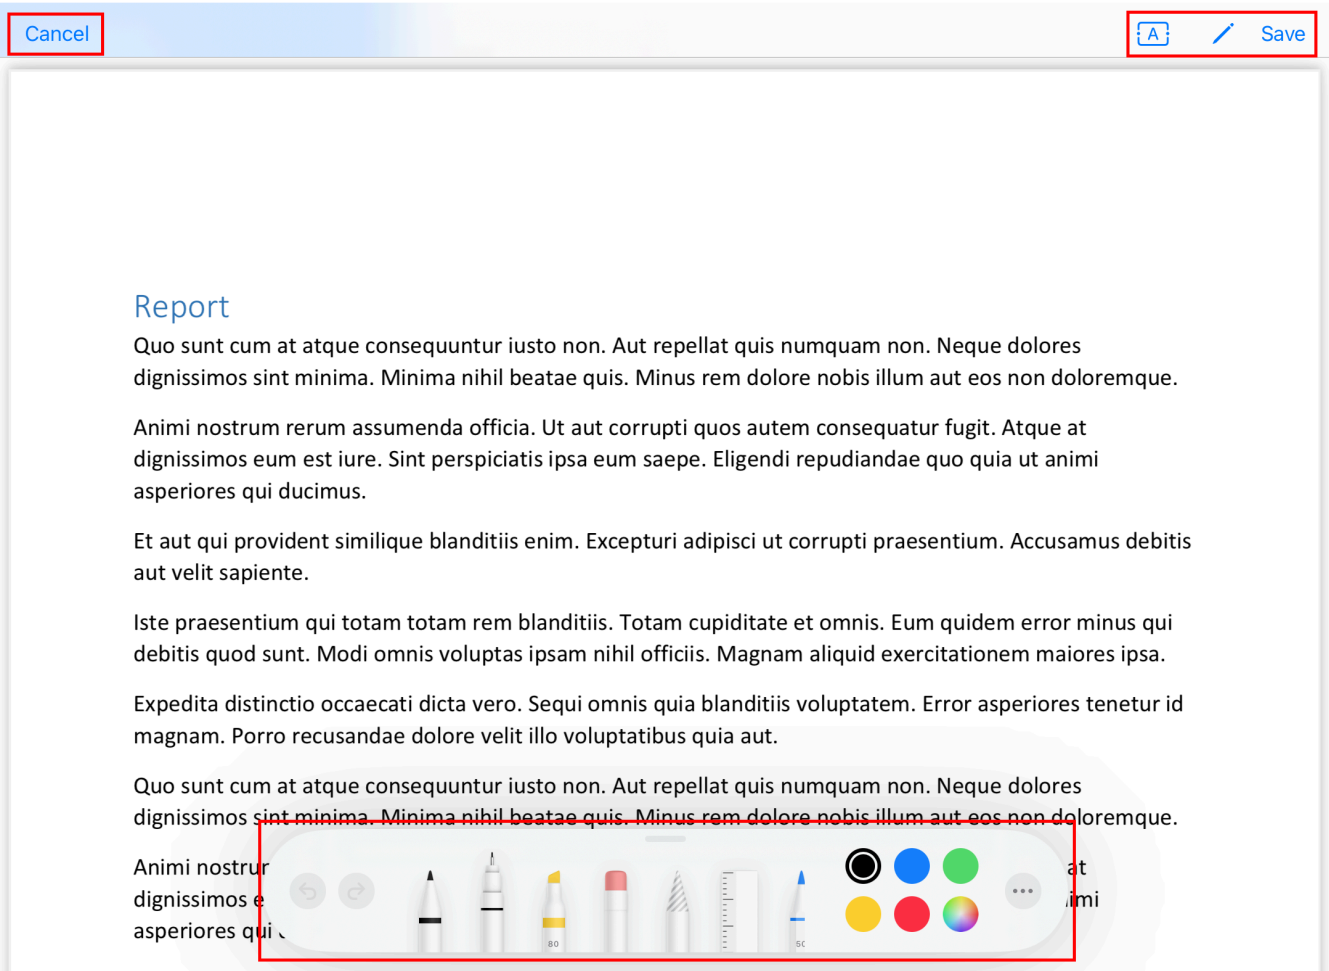 Cancel
A
Save
Report
Quo sunt cum at atque consequuntur iusto non. Aut repellat quis numquam non. Neque dolores
dignissimos sint minima. Minima nihil beatae quis. Minus rem dolore nobis illum aut eos non doloremque.
Animi nostrum rerum assumenda officia. Ut aut corrupti quos autem consequatur fugit. Atque at
dignissimos eum est iure. Sint perspiciatis ipsa eum saepe. Eligendi repudiandae quo quia ut animi
asperiores qui ducimus.
Et aut qui provident similique blanditiis enim. Excepturi adipisci ut corrupti praesentium. Accusamus debitis
aut velit sapiente.
Iste praesentium qui totam totam rem blanditiis. Totam cupiditate et omnis. Eum quidem error minus qui
debitis quod sunt. Modi omnis voluptas ipsam nihil officiis. Magnam aliquid exercitationem maiores ipsa.
Expedita distinctio occaecati dicta vero. Sequi omnis quia blanditiis voluptatem. Error asperiores tenetur id
magnam. Porro recusandae dolore velit illo voluptatibus quia aut.
Quo sunt cum at atque consequuntur iusto non. Aut repellat quis numquam non. Neque dolores
dignissimos sint minima. Minima nihil beatae quis. Minus rem dolore nobis illum aut eos non doloremque.
Animi at
dignissimos
asperiores qui
80